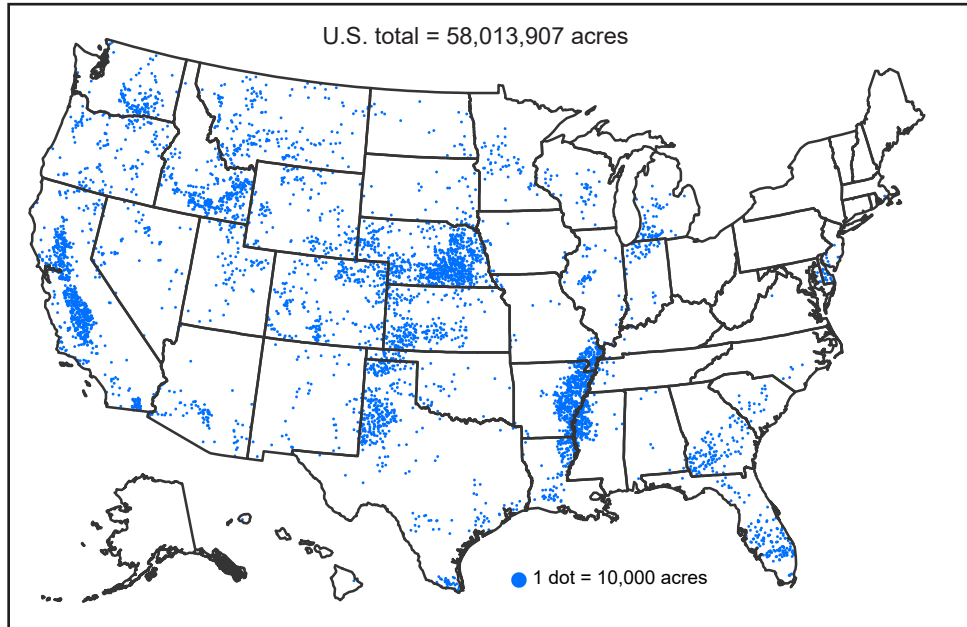 U.S. total = 58,013,907 acres
1 dot = 10,000 acres